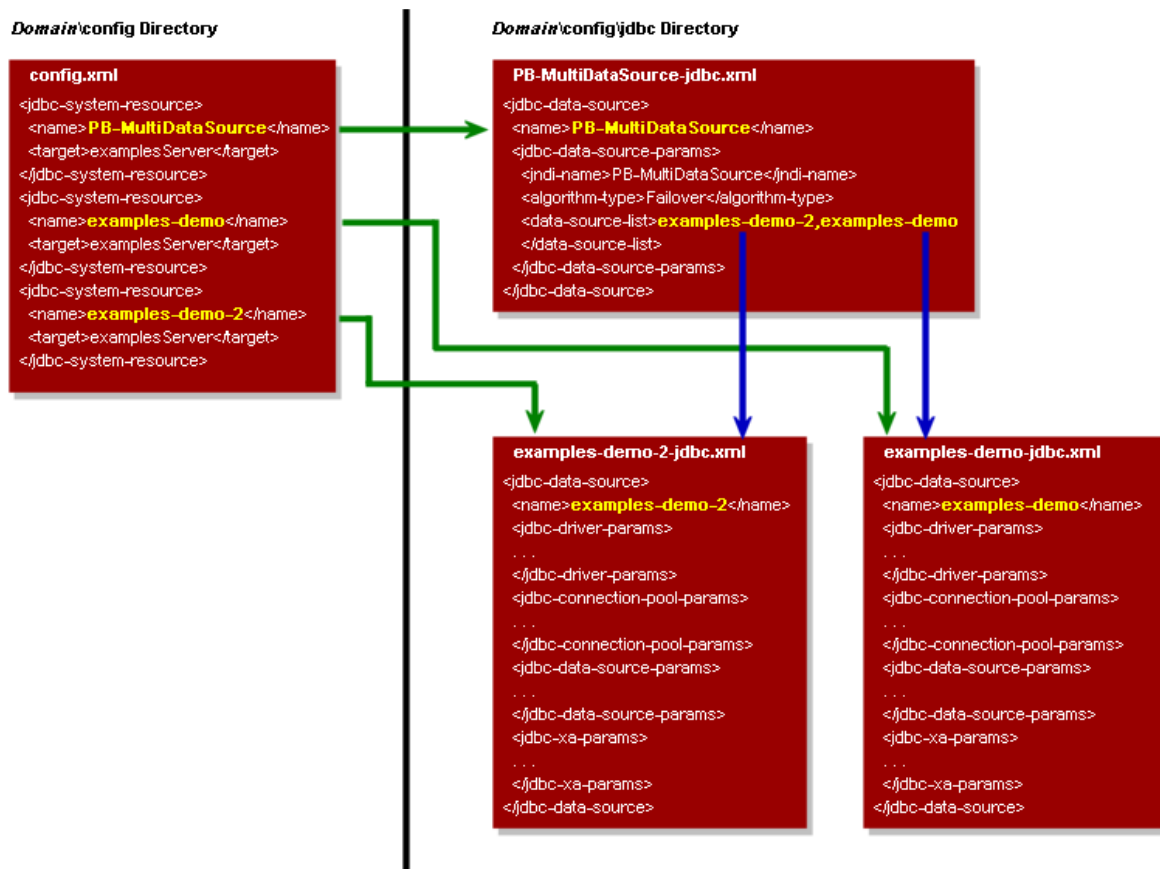 Domain\config Directory
config.xml
<jdbc-system-resource>
<name>PB-MultiDataSource</name>
<target>examplesServer</target>
</jdbc-system-resource>
<jdbc-system-resource>
<name>examples-demo</name>
<target>examplesServer</target>
</jdbc-system-resource>
<jdbc-system-resource>
<name>examples-demo-2</name>
<target>examplesServer</target>
</jdbc-system-resource>
Domain\config\jdbc Directory
PB-MultiDataSource-jdbc.xml
<jdbc-data-source>
<name>PB-MultiDataSource</name>
<jdbc-data-source-params>
<jndi-name>PB-MultiDataSource</jndi-name>
<algorithm-type>Failover</algorithm-type>
<data-source-list>examples-demo-2,examples-demo
</data-source-list>
</jdbc-data-source-params>
</jdbc-data-source>
examples-demo-2-jdbc.xml
<jdbc-data-source>
<name>examples-demo-2</name>
<jdbc-driver-params>
. . .
</jdbc-driver-params>
<jdbc-connection-pool-params>
. . .
</jdbc-connection-pool-params>
<jdbc-data-source-params>
. . .
</jdbc-data-source-params>
<jdbc-xa-params>
. . .
</jdbc-xa-params>
</jdbc-data-source>
examples-demo-jdbc.xml
<jdbc-data-source>
<name>examples-demo</name>
<jdbc-driver-params>
. . .
</jdbc-driver-params>
<jdbc-connection-pool-params>
. . .
</jdbc-connection-pool-params>
<jdbc-data-source-params>
. . .
</jdbc-data-source-params>
<jdbc-xa-params>
. . .
</jdbc-xa-params>
</jdbc-data-source>